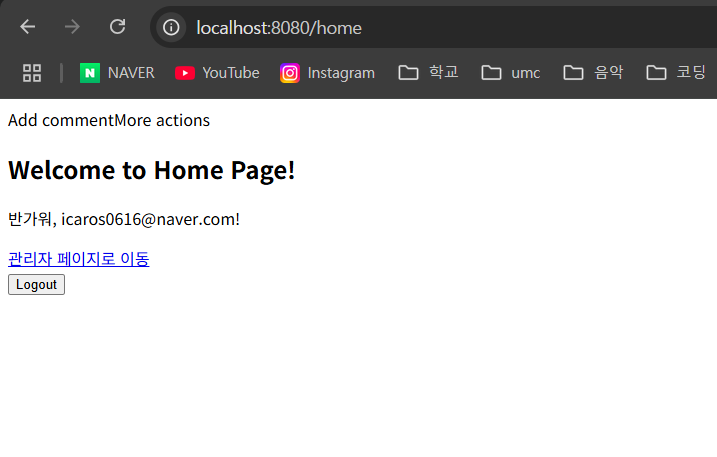 localhost:8080/home
NAVER YouTube Instagram 학교 umc 음악 코딩
Add commentMore actions
Welcome to Home Page!
반가워, icaros0616@naver.com!
관리자 페이지로 이동
Logout